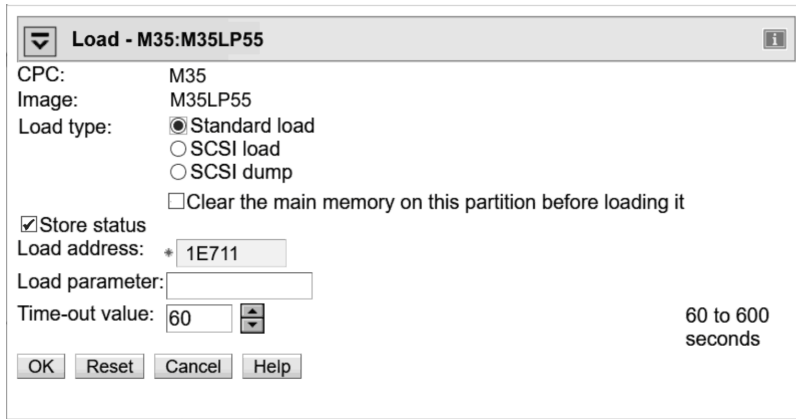 Load - M35:M35LP55
i
CPC: M35
Image: M35LP55
Load type: Standard load
SCSI load
SCSI dump
Clear the main memory on this partition before loading it
Store status
Load address: * 1E711
Load parameter:
Time-out value: 60 60 to 600
seconds
OK Reset Cancel Help